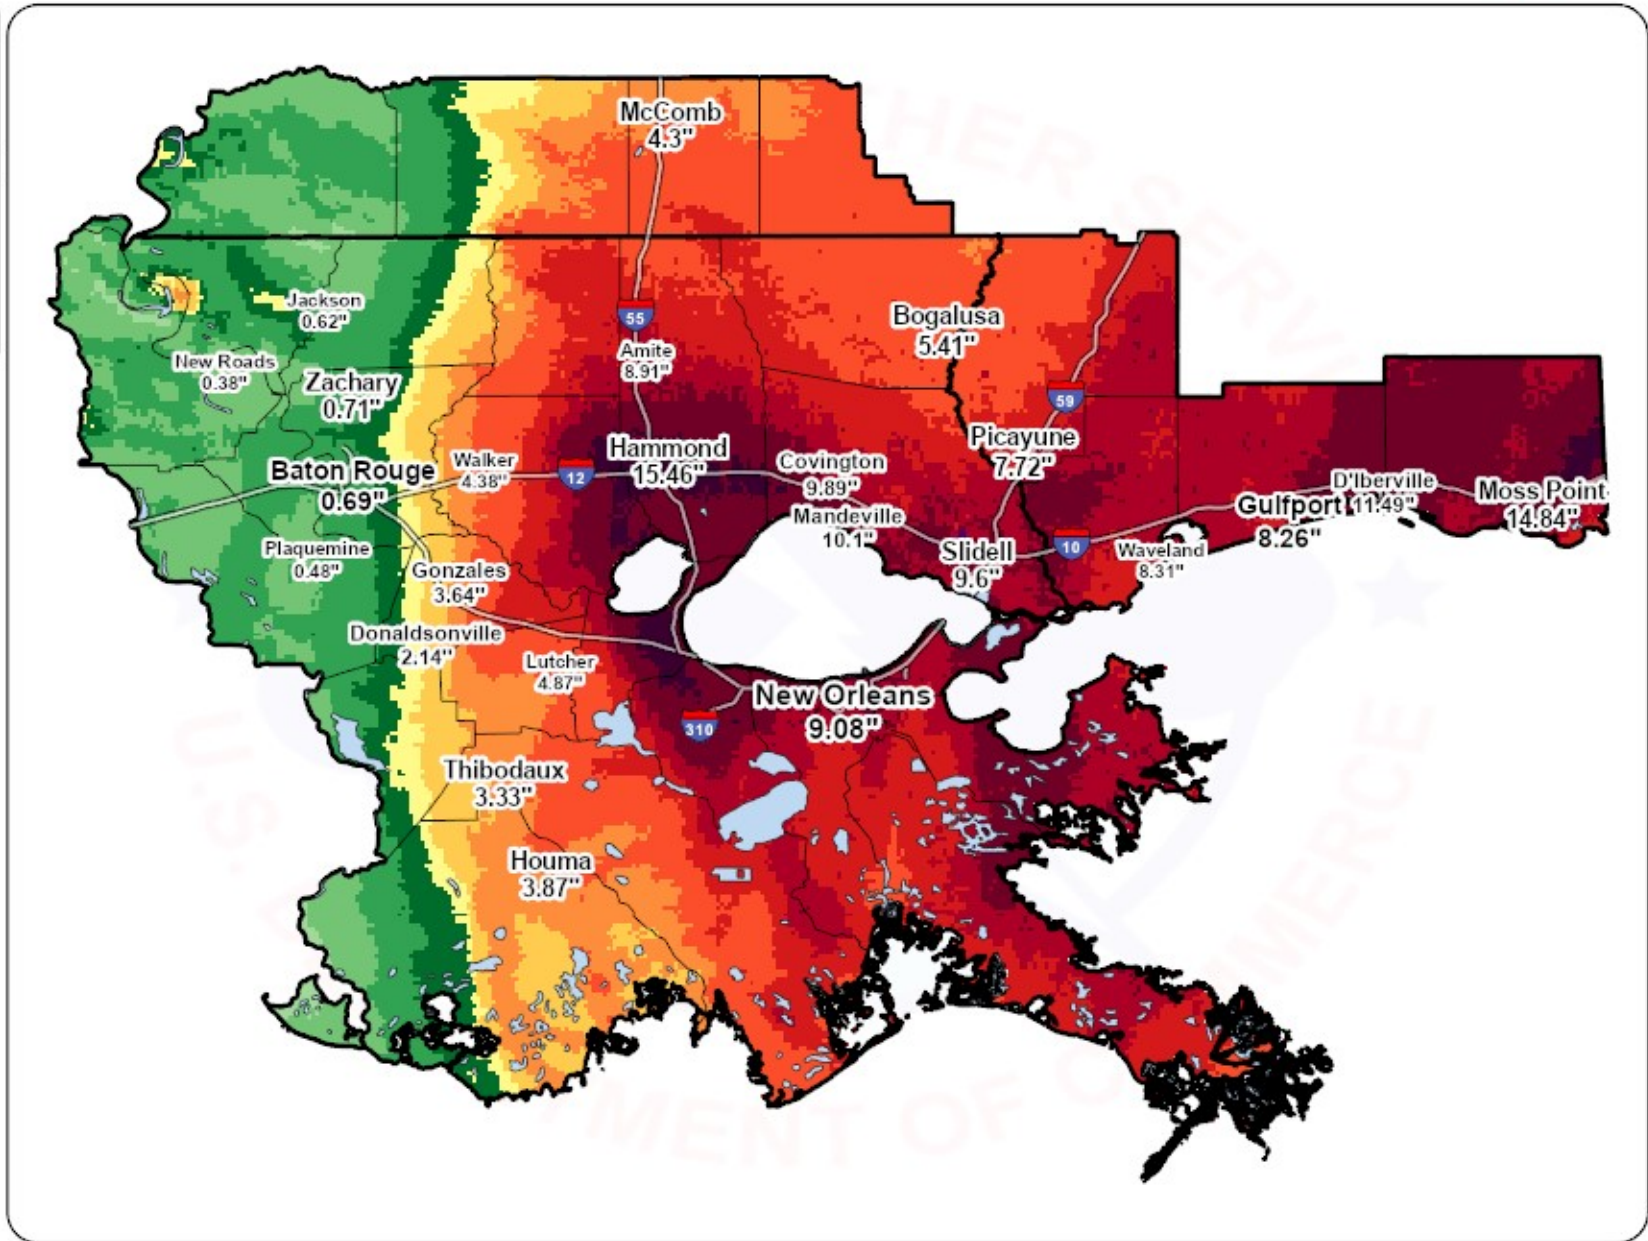 McComb
4.3"
55
Jackson
0.62"
Bogalusa
5.41"
Amite
8.91"
New Roads
0.38"
Zachary
0.71"
59
Picayune
7.72"
Hammond
15.46"
Baton Rouge
0.69"
Walker
4.38"
12
Covington
9.89"
Mandeville
10.1"
D'Iberville
11.49"
Gulfport
8.26"
Moss Point
14.84"
Plaquemine
0.48"
Gonzales
3.64"
Slidell
9.6"
10
Waveland
8.31"
Donaldsonville
2.14"
Lutcher
4.87"
New Orleans
9.08"
310
Thibodaux
3.33"
Houma
3.87"